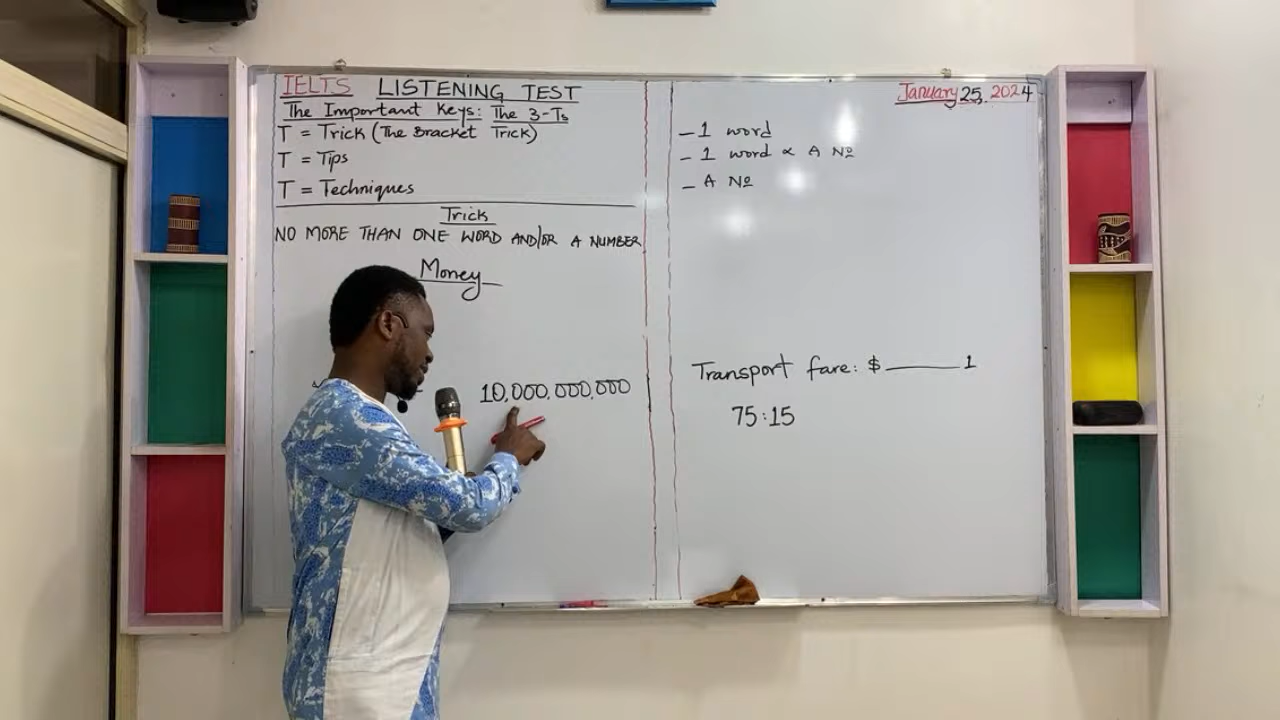 IELTS LISTENING TEST
The Important Keys: The 3-Ts
T = Trick (The Bracket Trick)
T = Tips
T = Techniques
Trick
NO MORE THAN ONE WORD AND/OR A NUMBER
Money
10,000,000,000
January 25, 2024
- 1 word
- 1 word & A No
- A No
Transport fare: $ ______ 1
75:15